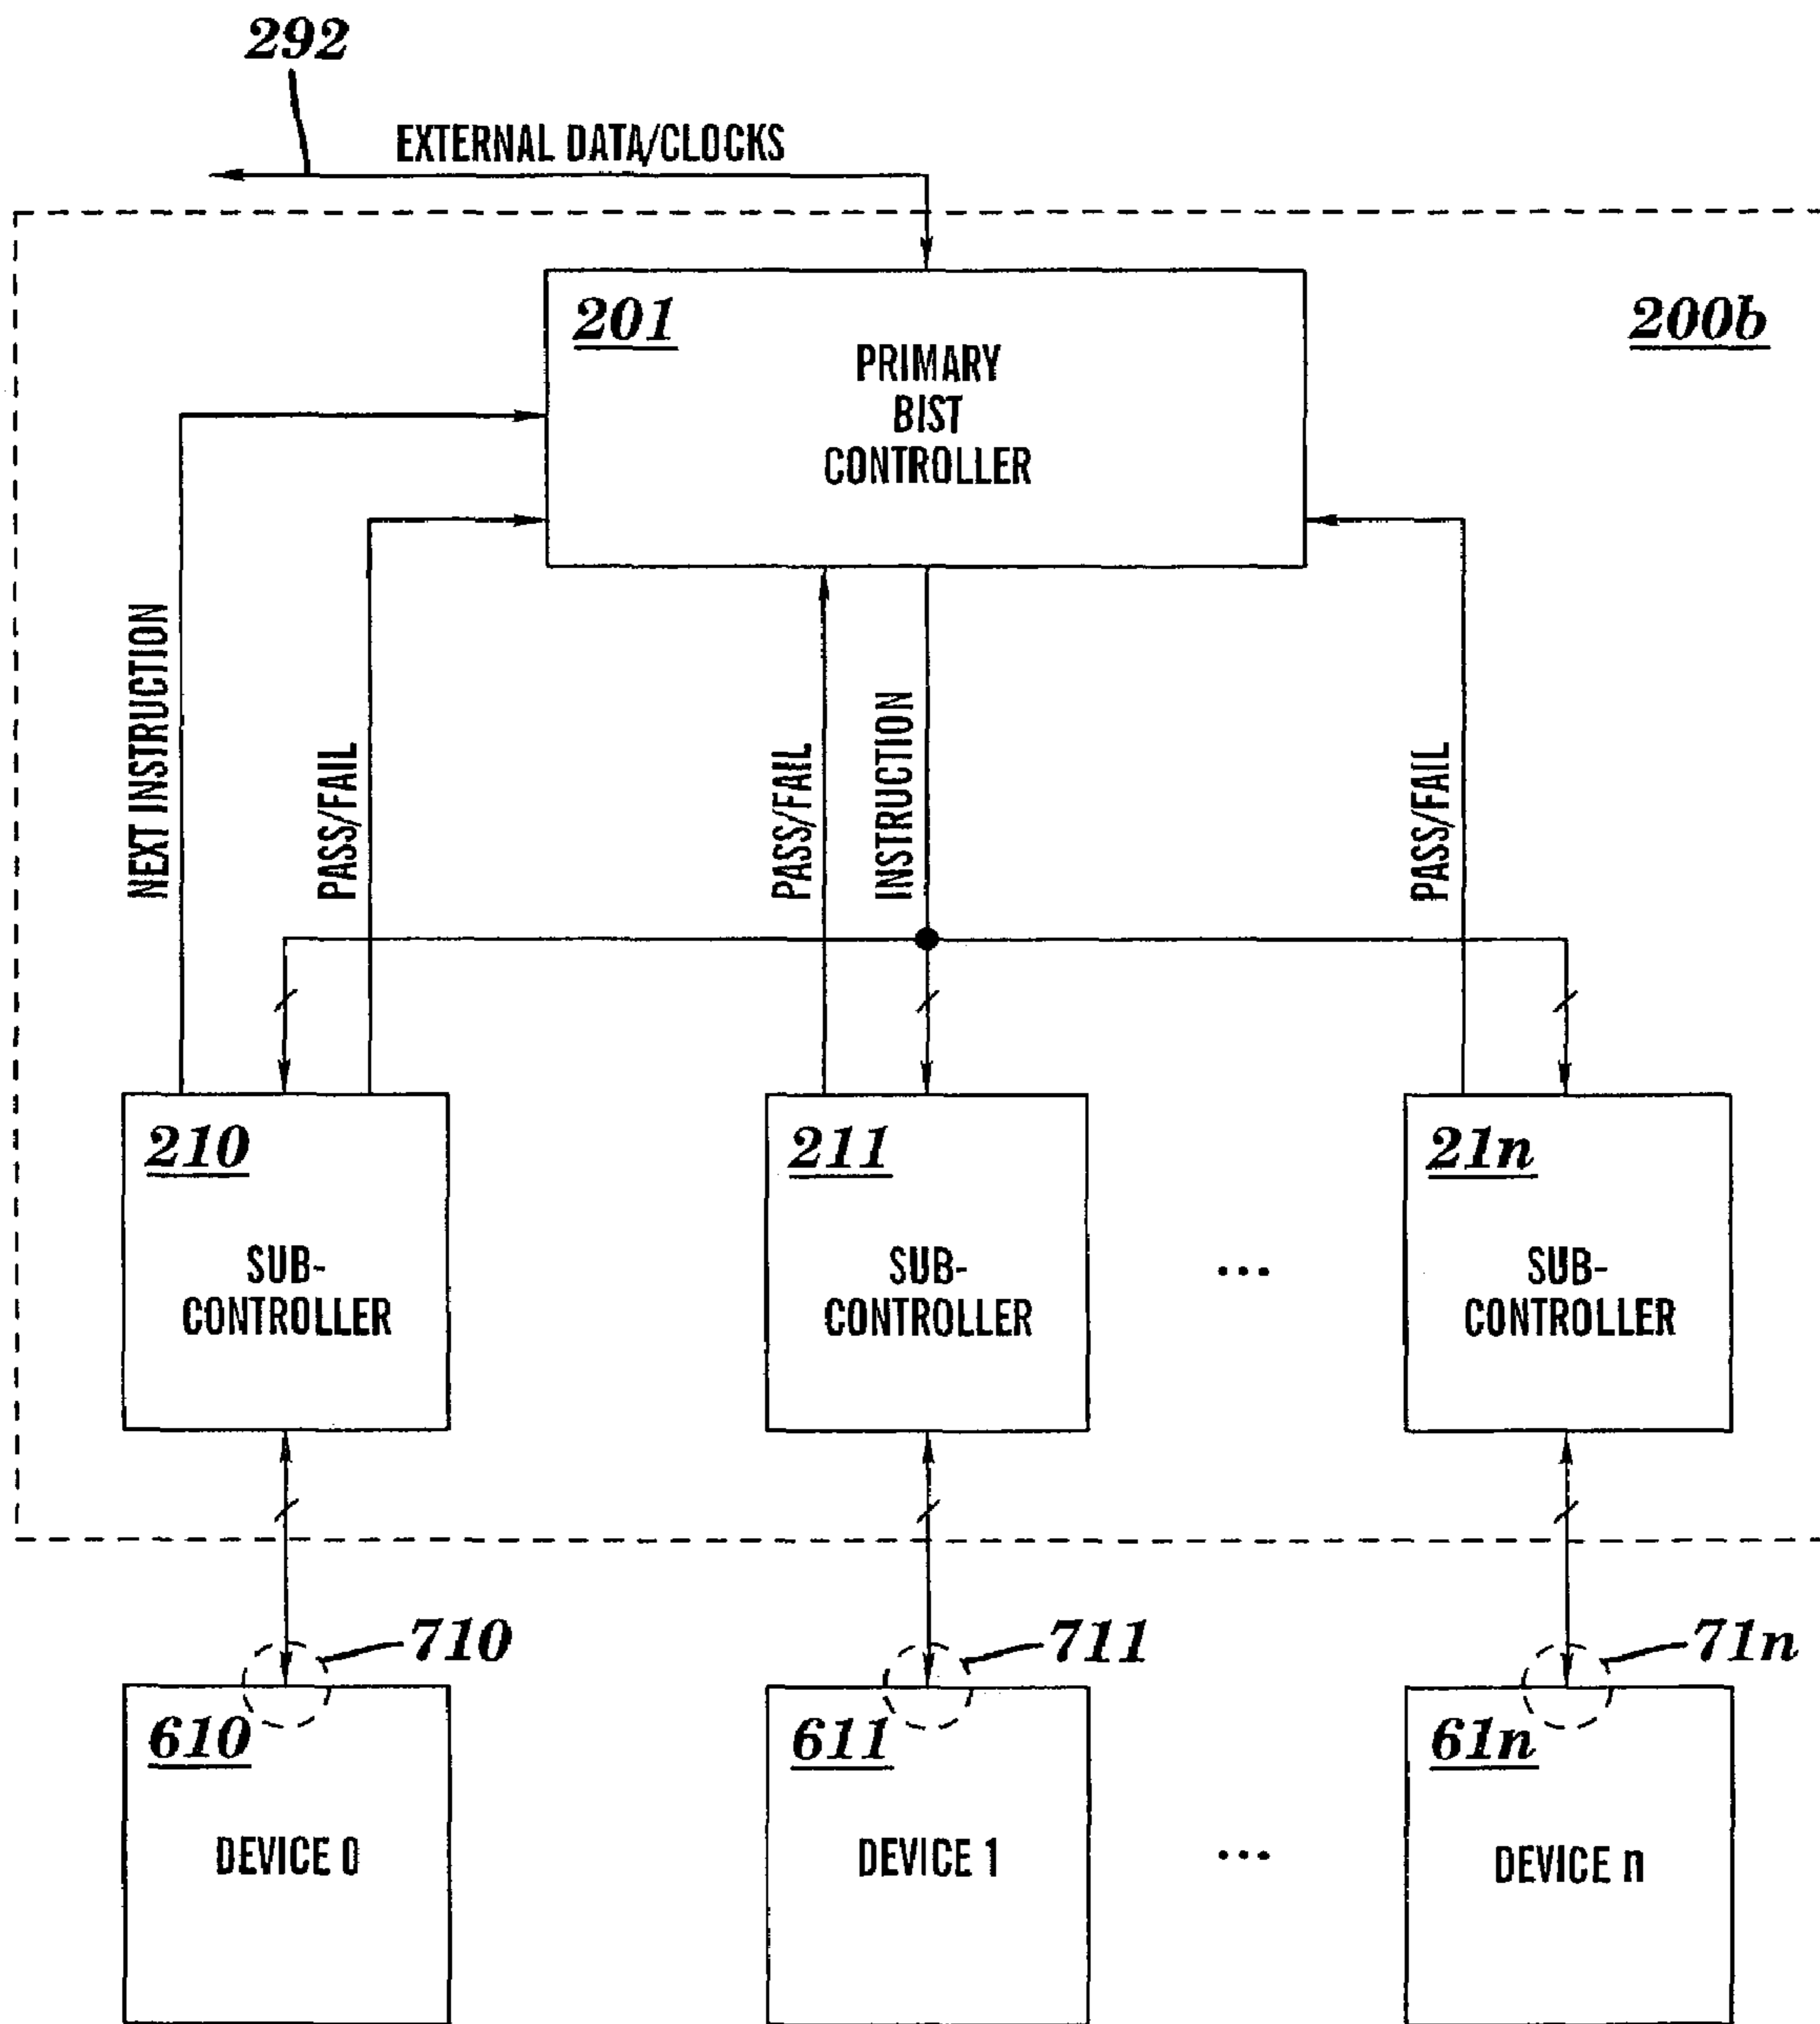 292
EXTERNAL DATA/CLOCKS
200b
201
PRIMARY
BIST
CONTROLLER
NEXT INSTRUCTION
PASS/FAIL
PASS/FAIL
INSTRUCTION
PASS/FAIL
210
SUB-
CONTROLLER
211
SUB-
CONTROLLER
...
21n
SUB-
CONTROLLER
710
711
71n
610
DEVICE 0
611
DEVICE 1
...
61n
DEVICE n